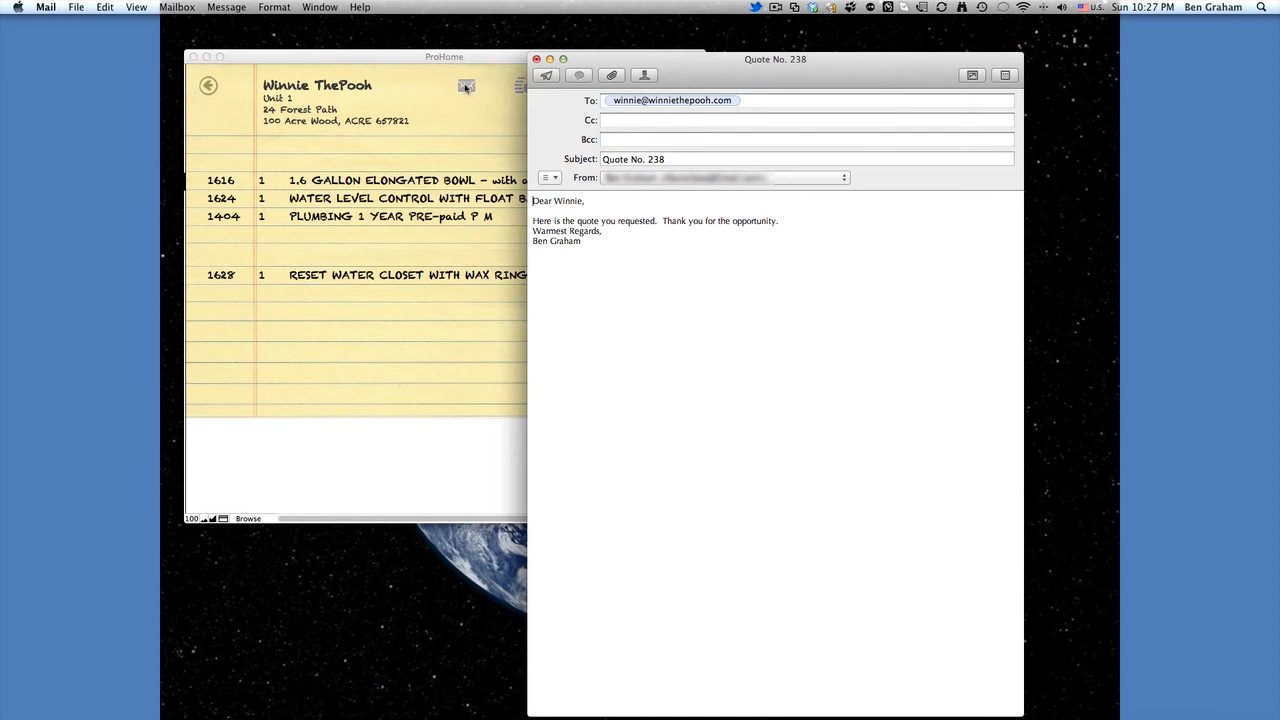 Mail File Edit View Mailbox Message Format Window Help
U.S. Sun 10:27 PM Ben Graham
ProHome
Winnie ThePooh
Unit 1
24 Forest Path
100 Acre Wood, ACRE 657821
1616 1 1.6 GALLON ELONGATED BOWL - with
1624 1 WATER LEVEL CONTROL WITH FLOAT
1404 1 PLUMBING 1 YEAR PRE-paid P M
1628 1 RESET WATER CLOSET WITH WAX RING
100 Browse
Quote No. 238
To: winnie@winniethepooh.com
Cc:
Bcc:
Subject: Quote No. 238
From:
Dear Winnie,
Here is the quote you requested. Thank you for the opportunity.
Warmest Regards,
Ben Graham